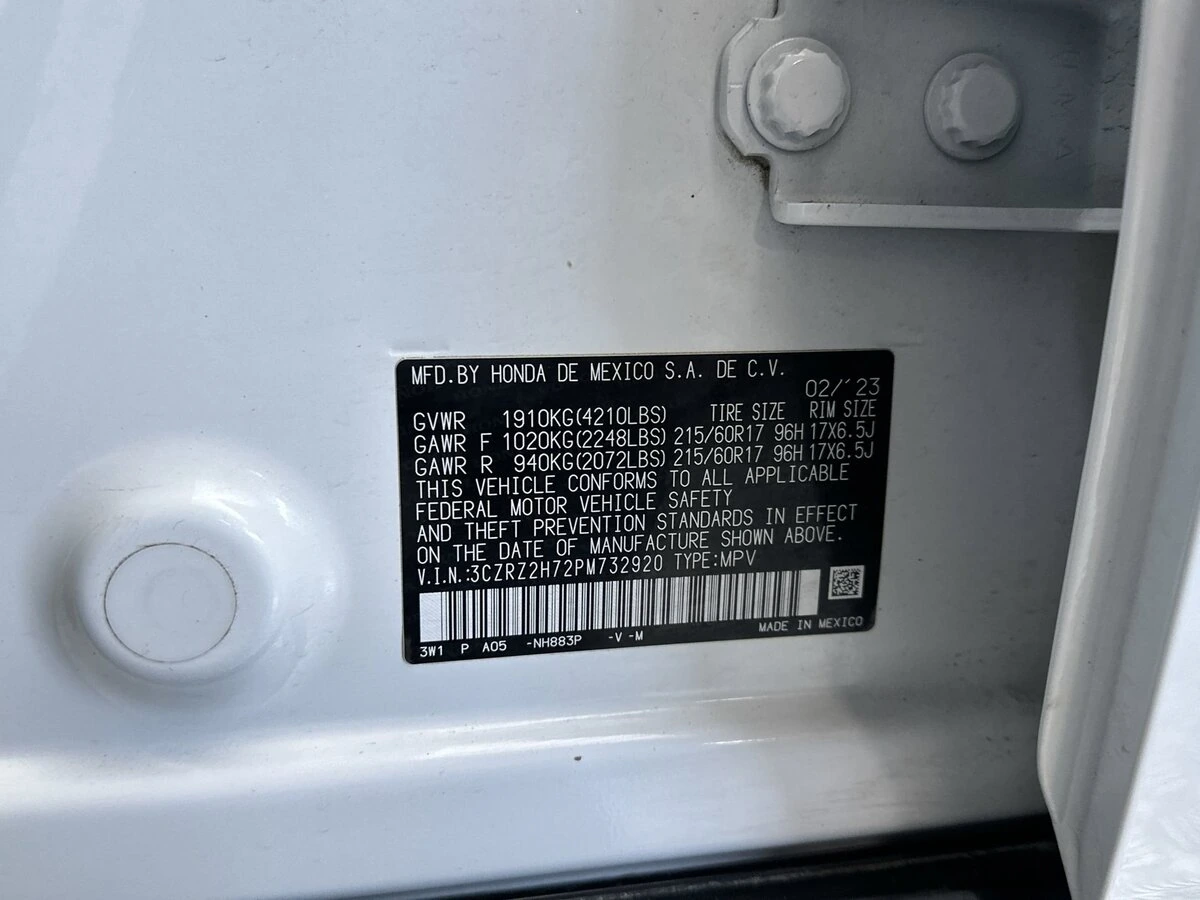 MFD.BY HONDA DE MEXICO S.A. DE C.V.
02/´23
GVWR 1910KG(4210LBS) TIRE SIZE RIM SIZE
GAWR F 1020KG(2248LBS) 215/60R17 96H 17X6.5J
GAWR R 940KG(2072LBS) 215/60R17 96H 17X6.5J
THIS VEHICLE CONFORMS TO ALL APPLICABLE
FEDERAL MOTOR VEHICLE SAFETY
AND THEFT PREVENTION STANDARDS IN EFFECT
ON THE DATE OF MANUFACTURE SHOWN ABOVE.
V.I.N.:3CZRZ2H72PM732920 TYPE:MPV
3W1 P A05 -NH883P -V -M MADE IN MEXICO